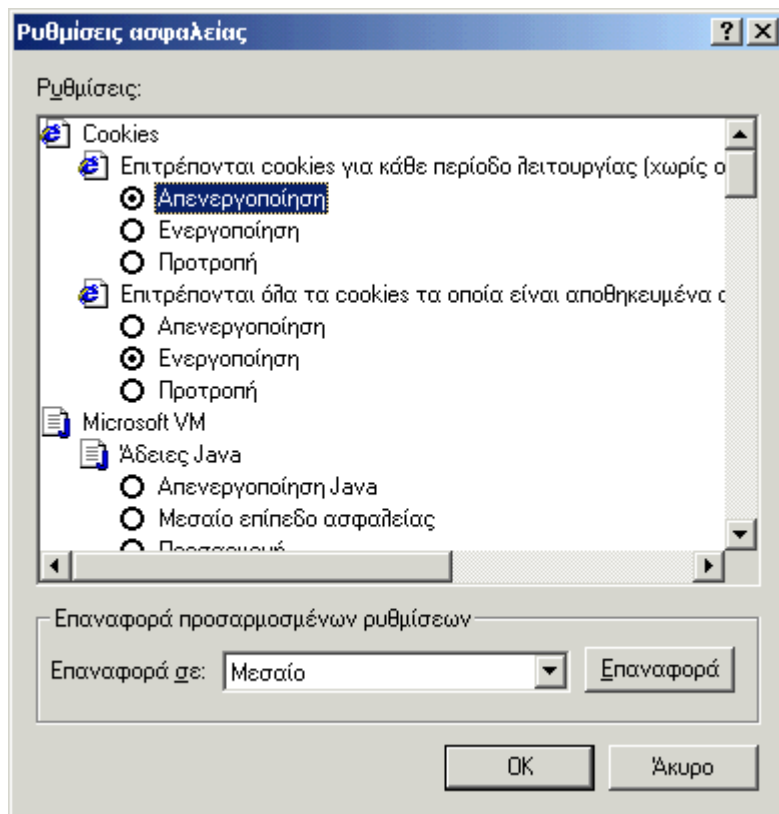 Ρυθμίσεις ασφαλείας
Ρυθμίσεις:
Cookies
Επιτρέπονται cookies για κάθε περίοδο λειτουργίας (χωρίς
Απενεργοποίηση
Ενεργοποίηση
Προτροπή
Επιτρέπονται όλα τα cookies τα οποία είναι αποθηκευμένα
Απενεργοποίηση
Ενεργοποίηση
Προτροπή
Microsoft VM
Άδειες Java
Απενεργοποίηση Java
Μεσαίο επίπεδο ασφαλείας
Επαναφορά προσαρμοσμένων ρυθμίσεων
Επαναφορά σε: Μεσαίο Επαναφορά
OK Άκυρο